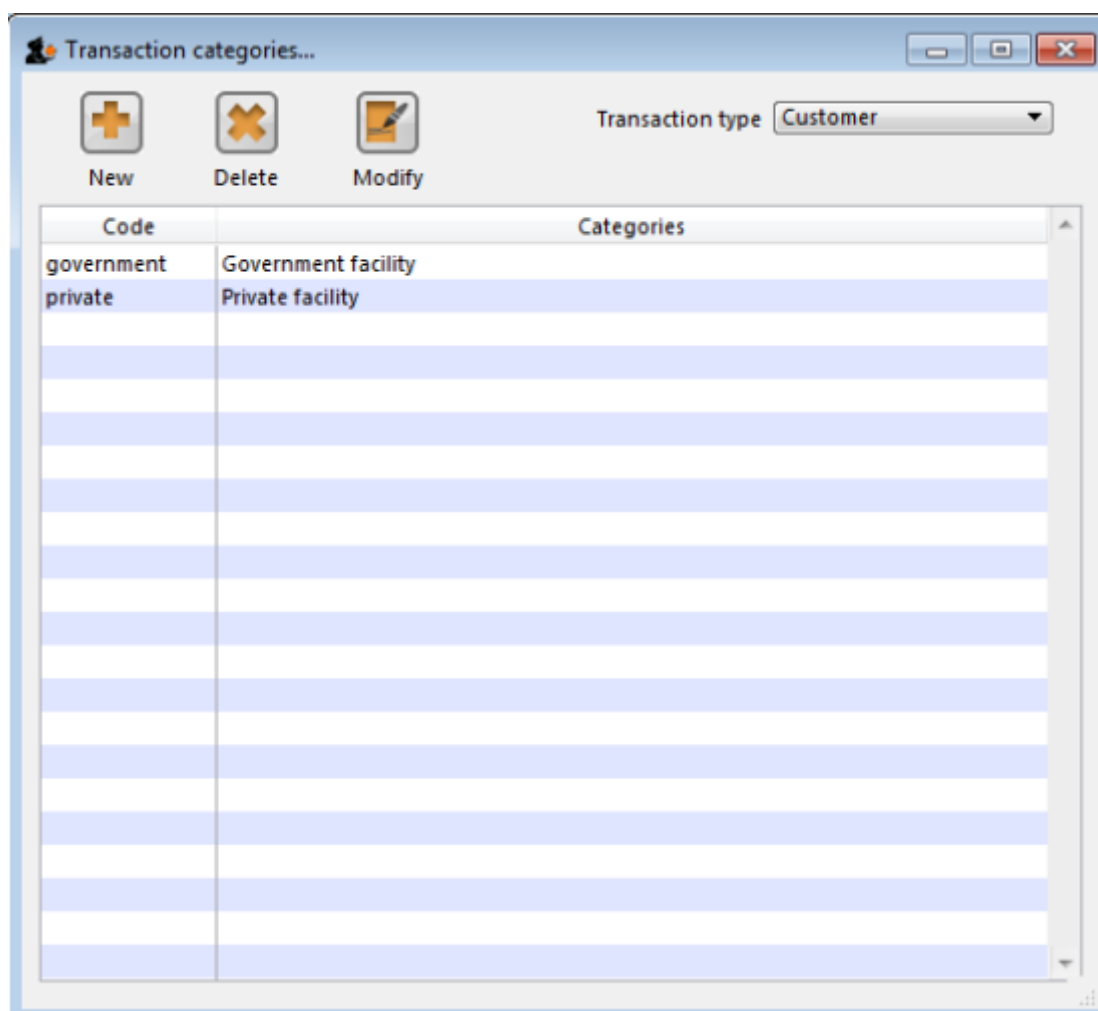 Transaction categories...
Transaction type Customer
New Delete Modify
Code Categories
government Government facility
private Private facility